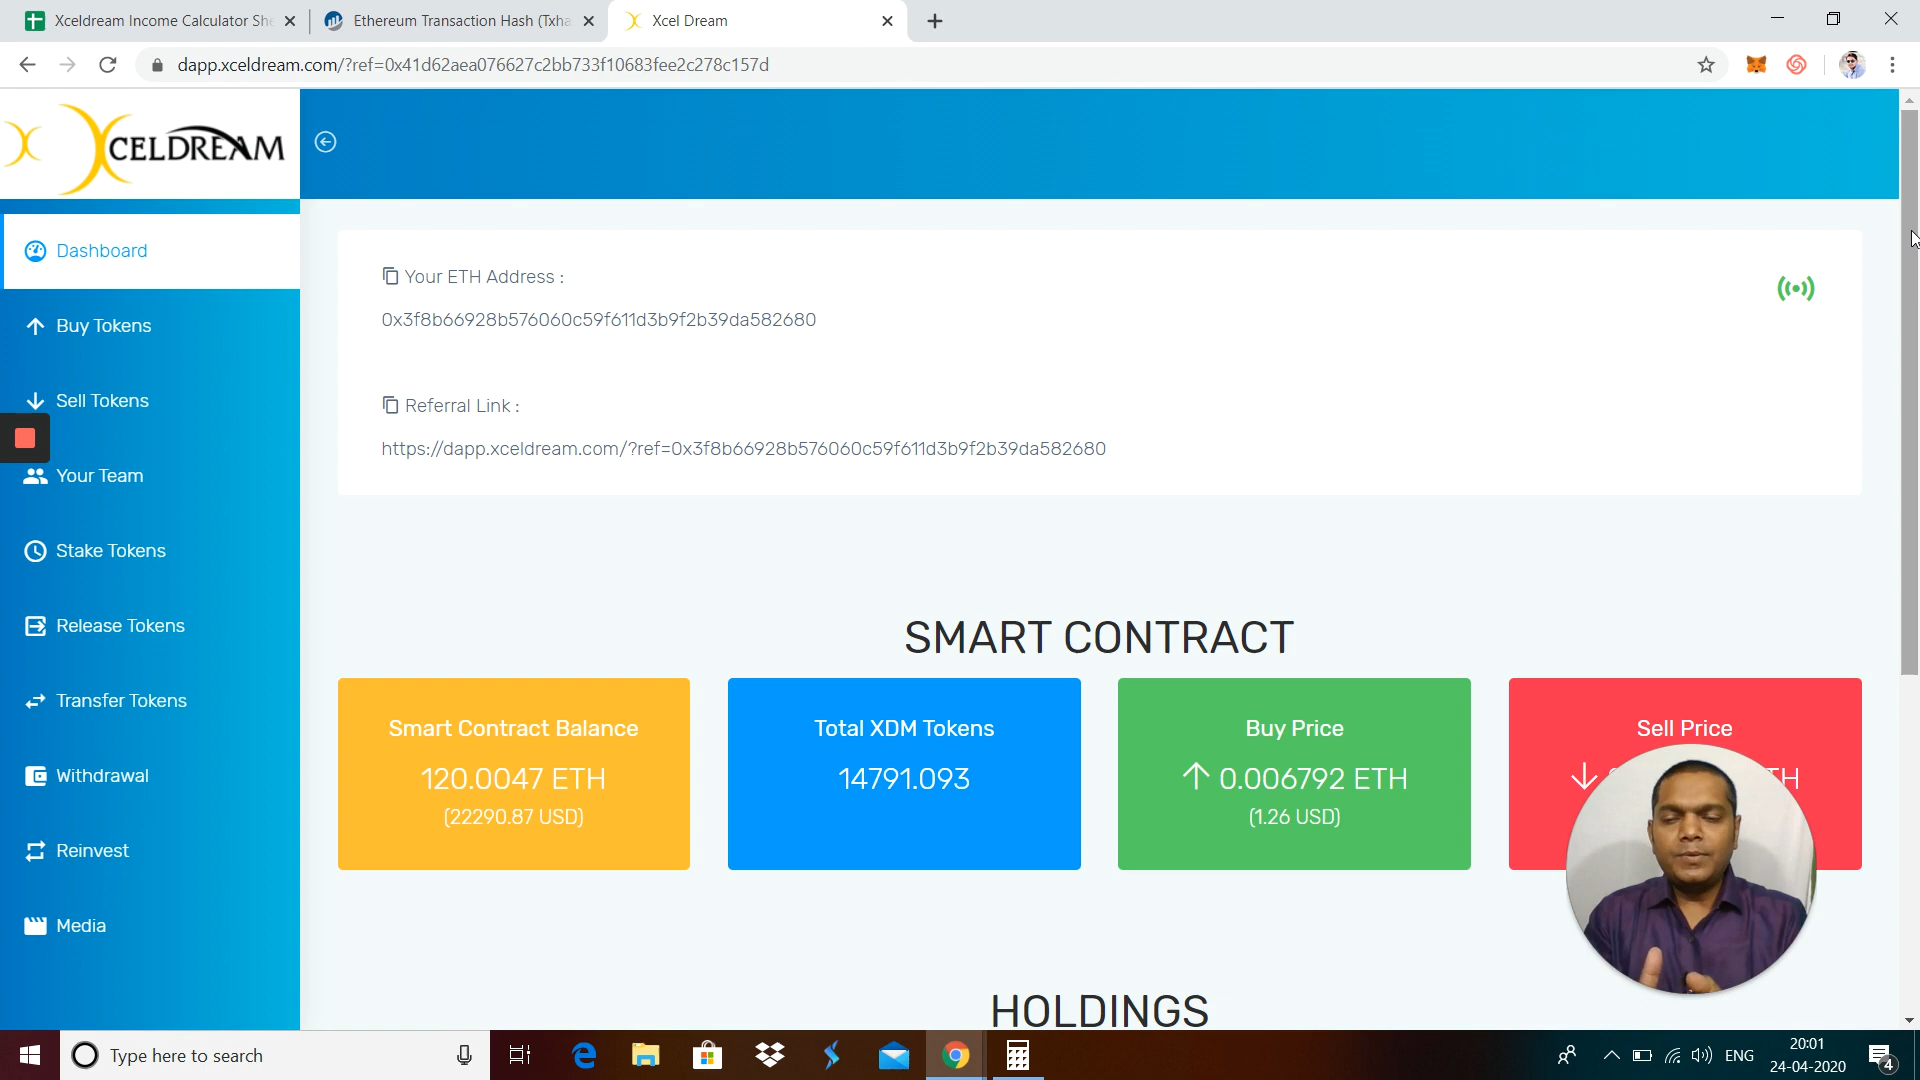 Xceldream Income Calculator She
Ethereum Transaction Hash (Txha
Xcel Dream
dapp.xceldream.com/?ref=0x41d62aea076627c2bb733f10683fee2c278c157d
XCELDREAM
Dashboard
Buy Tokens
Sell Tokens
Your Team
Stake Tokens
Release Tokens
Transfer Tokens
Withdrawal
Reinvest
Media
Your ETH Address :
0x3f8b66928b576060c59f611d3b9f2b39da582680
Referral Link :
https://dapp.xceldream.com/?ref=0x3f8b66928b576060c59f611d3b9f2b39da582680
SMART CONTRACT
Smart Contract Balance
120.0047 ETH
(22290.87 USD)
Total XDM Tokens
14791.093
Buy Price
0.006792 ETH
(1.26 USD)
Sell Price
HOLDINGS
Type here to search
ENG
20:01
24-04-2020
4